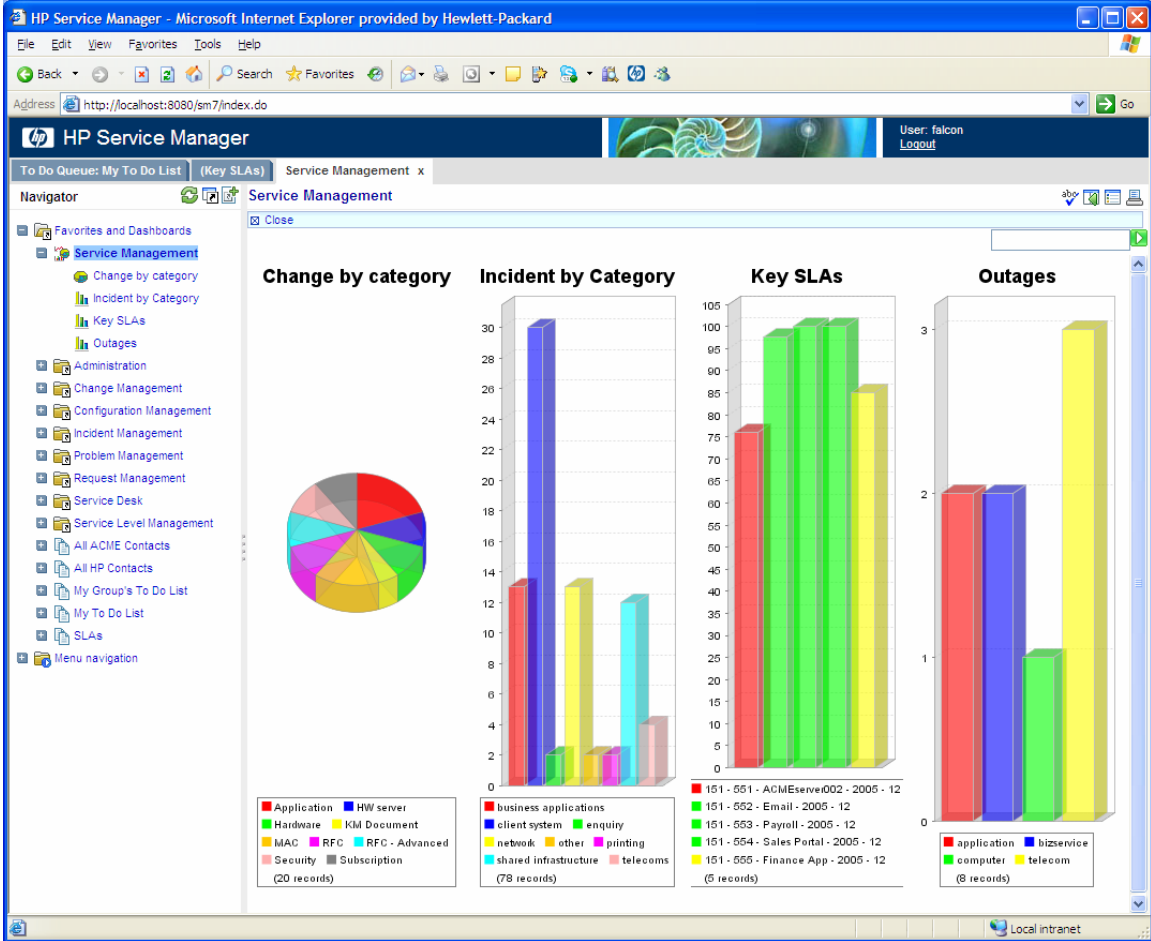 HP Service Manager - Microsoft Internet Explorer provided by Hewlett-Packard
File Edit View Favorites Tools Help
Back Search Favorites
Address http://localhost:8080/sm7/index.do Go
hp HP Service Manager
User: falcon
Logout
To Do Queue: My To Do List (Key SLAs) Service Management x
Navigator
Favorites and Dashboards
Service Management
Change by category
Incident by Category
Key SLAs
Outages
Administration
Change Management
Configuration Management
Incident Management
Problem Management
Request Management
Service Desk
Service Level Management
All ACME Contacts
All HP Contacts
My Group's To Do List
My To Do List
SLAs
Menu navigation
Service Management
abc
Close
Change by category
Application HW server
Hardware KM Document
MAC RFC RFC - Advanced
Security Subscription
(20 records)
Incident by Category
30
28
26
24
22
20
18
16
14
12
10
8
6
4
2
0
business applications
client system enquiry
network other printing
shared infrastructure telecoms
(78 records)
Key SLAs
105
100
95
90
85
80
75
70
65
60
55
50
45
40
35
30
25
20
15
10
5
0
151 - 551 - ACMEserver002 - 2005 - 12
151 - 552 - Email - 2005 - 12
151 - 553 - Payroll - 2005 - 12
151 - 554 - Sales Portal - 2005 - 12
151 - 555 - Finance App - 2005 - 12
(5 records)
Outages
3
2
1
0
application bizservice
computer telecom
(8 records)
Local intranet